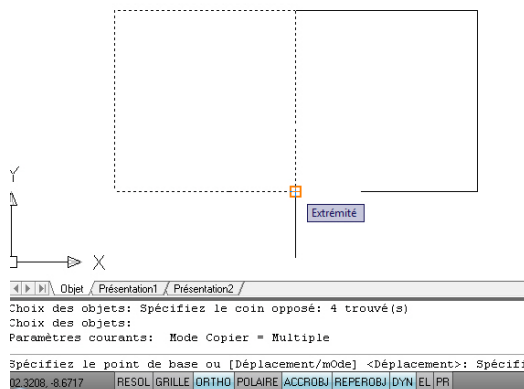 Y
Extrémité
X
Objet Présentation1 Présentation2
Choix des objets: Spécifiez le coin opposé: 4 trouvé(s)
Choix des objets:
Paramètres courants: Mode Copier = Multiple
Spécifiez le point de base ou [Déplacement/mOde] <Déplacement>: Spécifi
02.3208, -8.6717 RESOL GRILLE ORTHO POLAIRE ACCROBJ REPEROBJ DYN EL PR